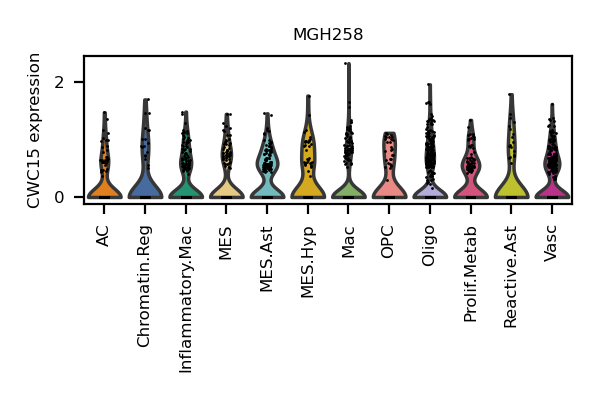 MGH258
CWC15 expression
2
0
AC
Chromatin.Reg
Inflammatory.Mac
MES
MES.Ast
MES.Hyp
Mac
OPC
Oligo
Prolif.Metab
Reactive.Ast
Vasc